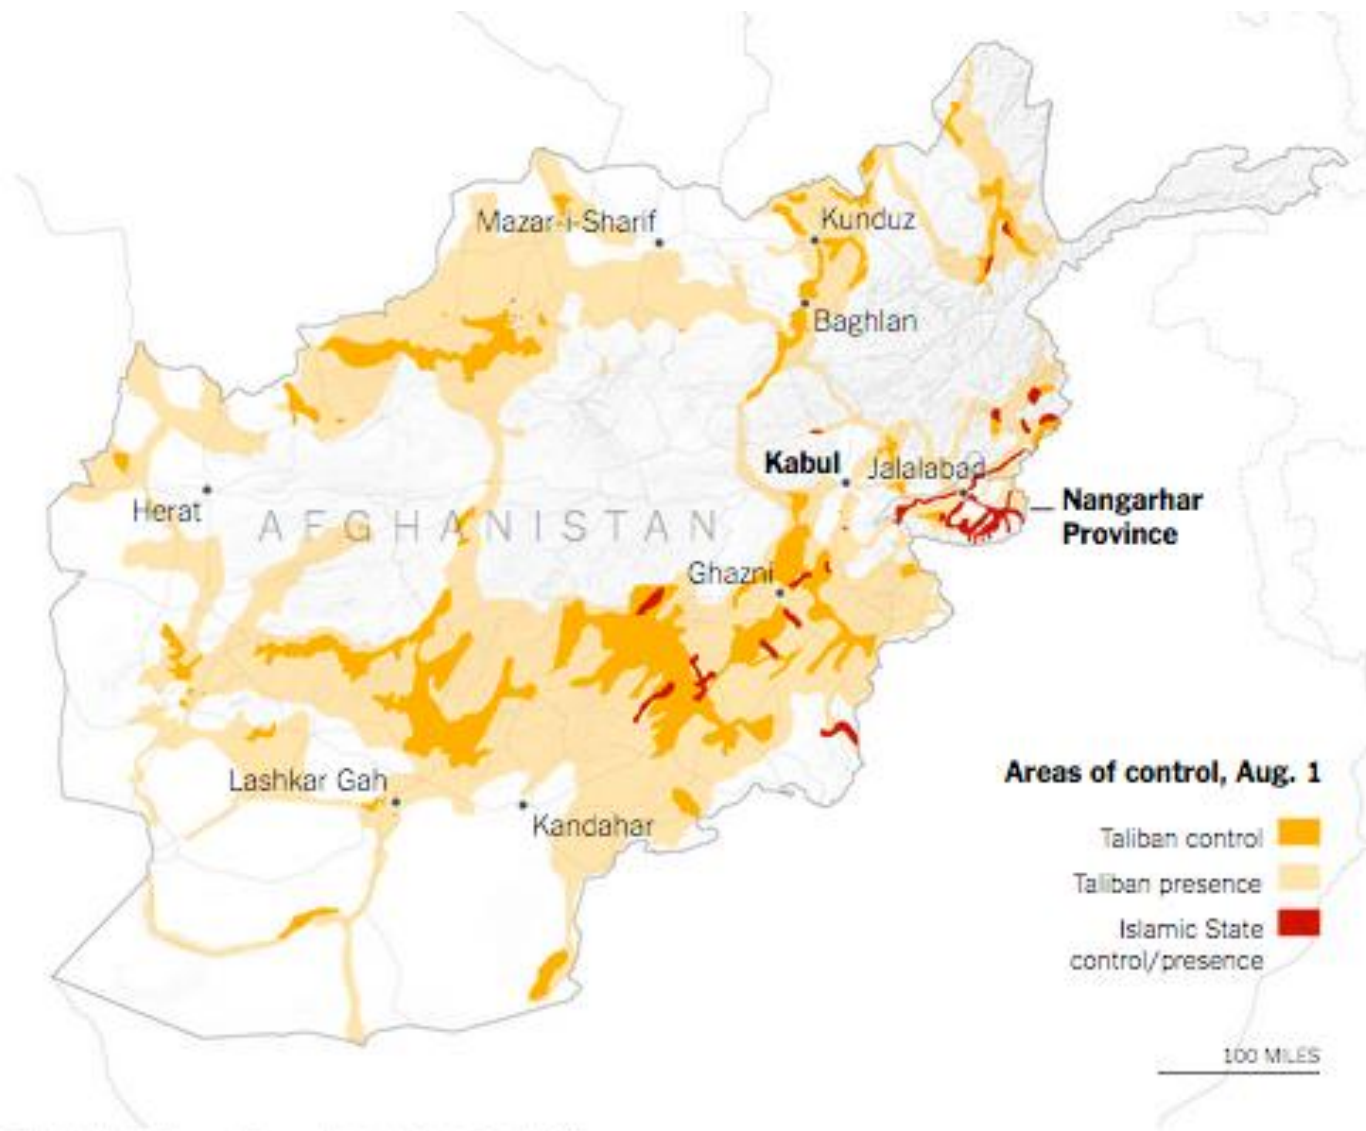 Mazar-i-Sharif
Kunduz
Baghlan
Kabul
Jalalabad
Herat
AFGHANISTAN
Nangarhar
Province
Ghazni
Lashkar Gah
Kandahar
Areas of control, Aug. 1
Taliban control
Taliban presence
Islamic State
control/presence
100 MILES